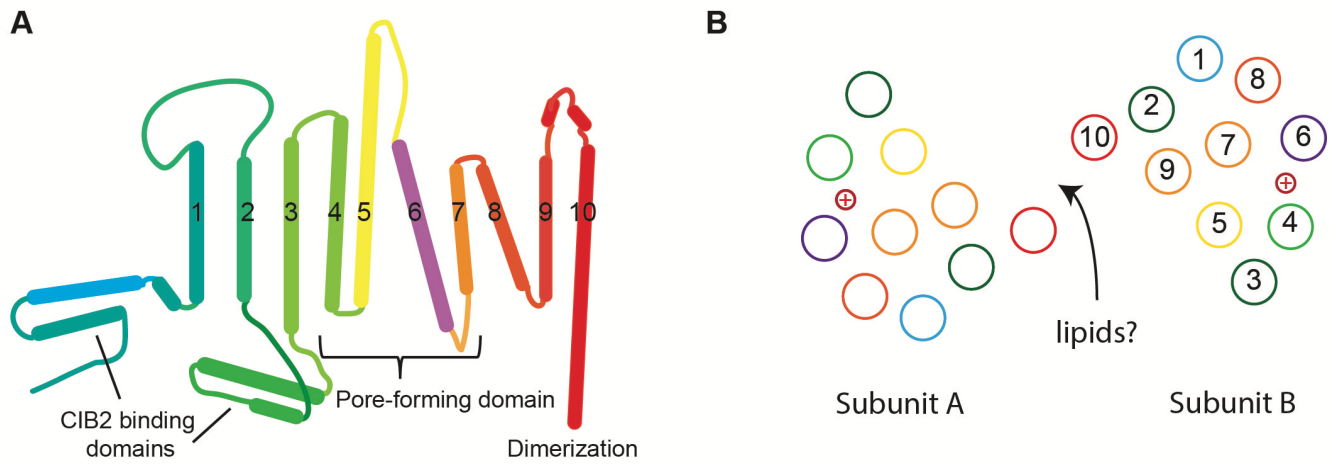 A
1 2 3 4 5 6 7 8 9 10
CIB2 binding
domains
Pore-forming domain
Dimerization
B
1
8
2
10
6
7
9
+
+
5
4
3
lipids?
Subunit A
Subunit B